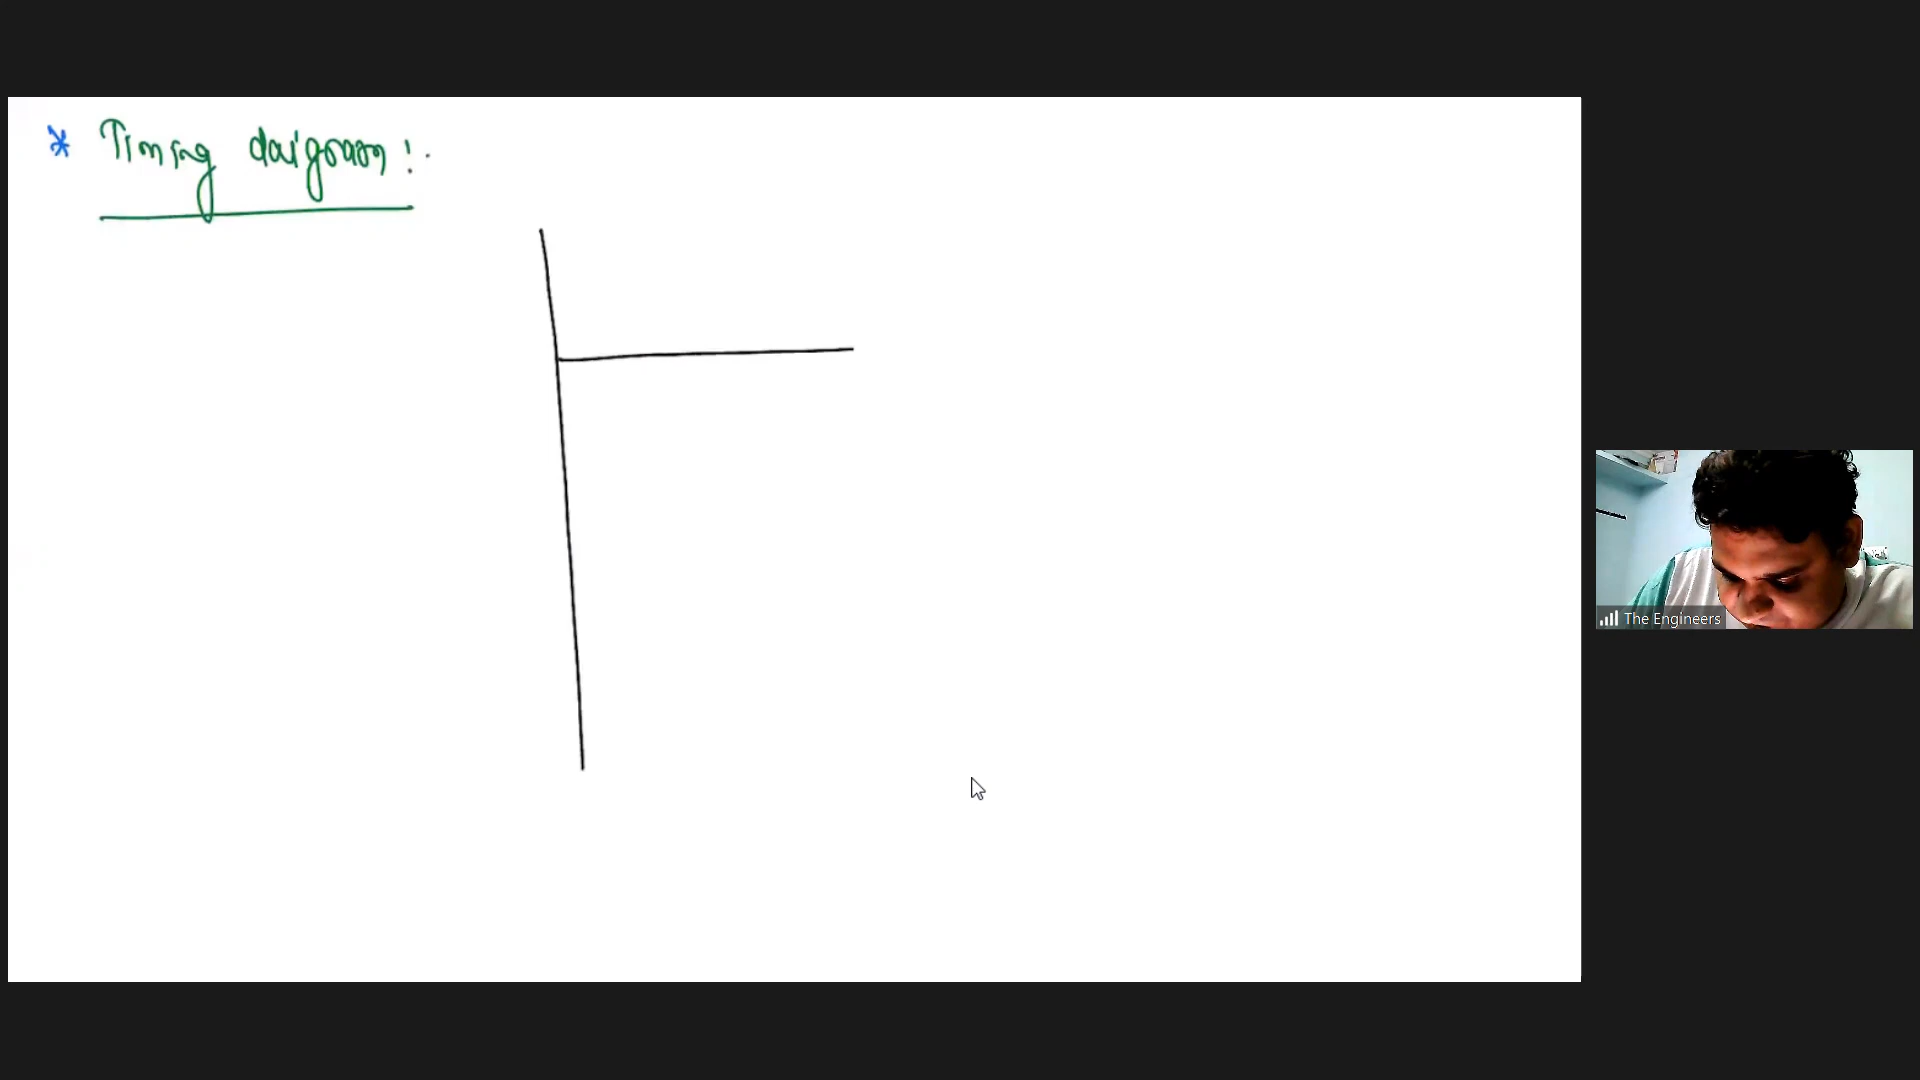 * Timing daigram :-
The Engineers